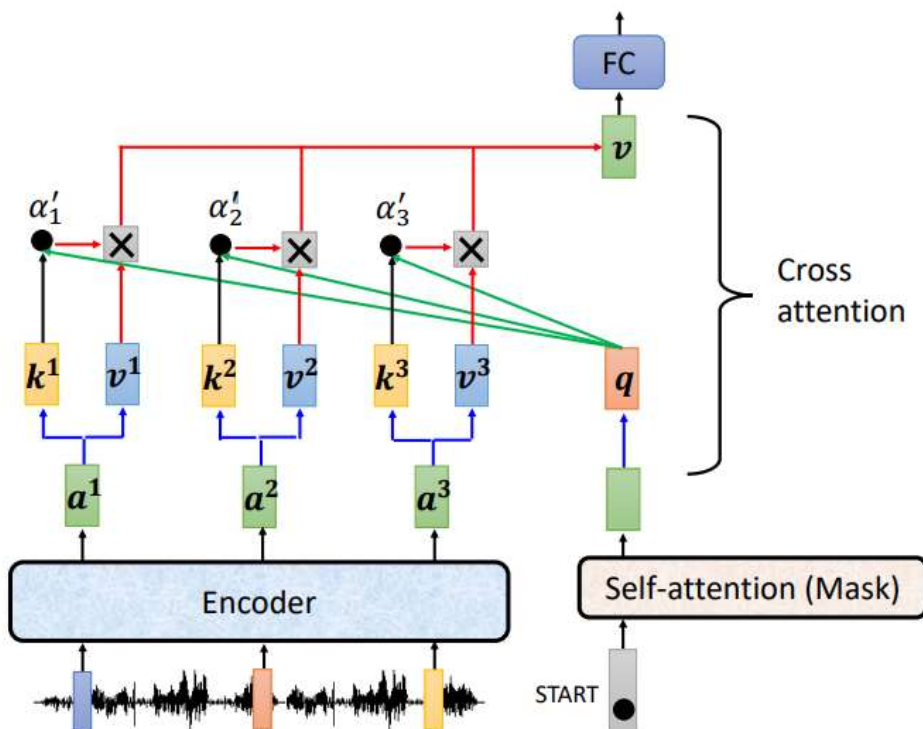 FC
v
α′₁ α′₂ α′₃
Cross
attention
k¹ v¹ k² v² k³ v³ q
a¹ a² a³
Encoder
Self-attention (Mask)
START